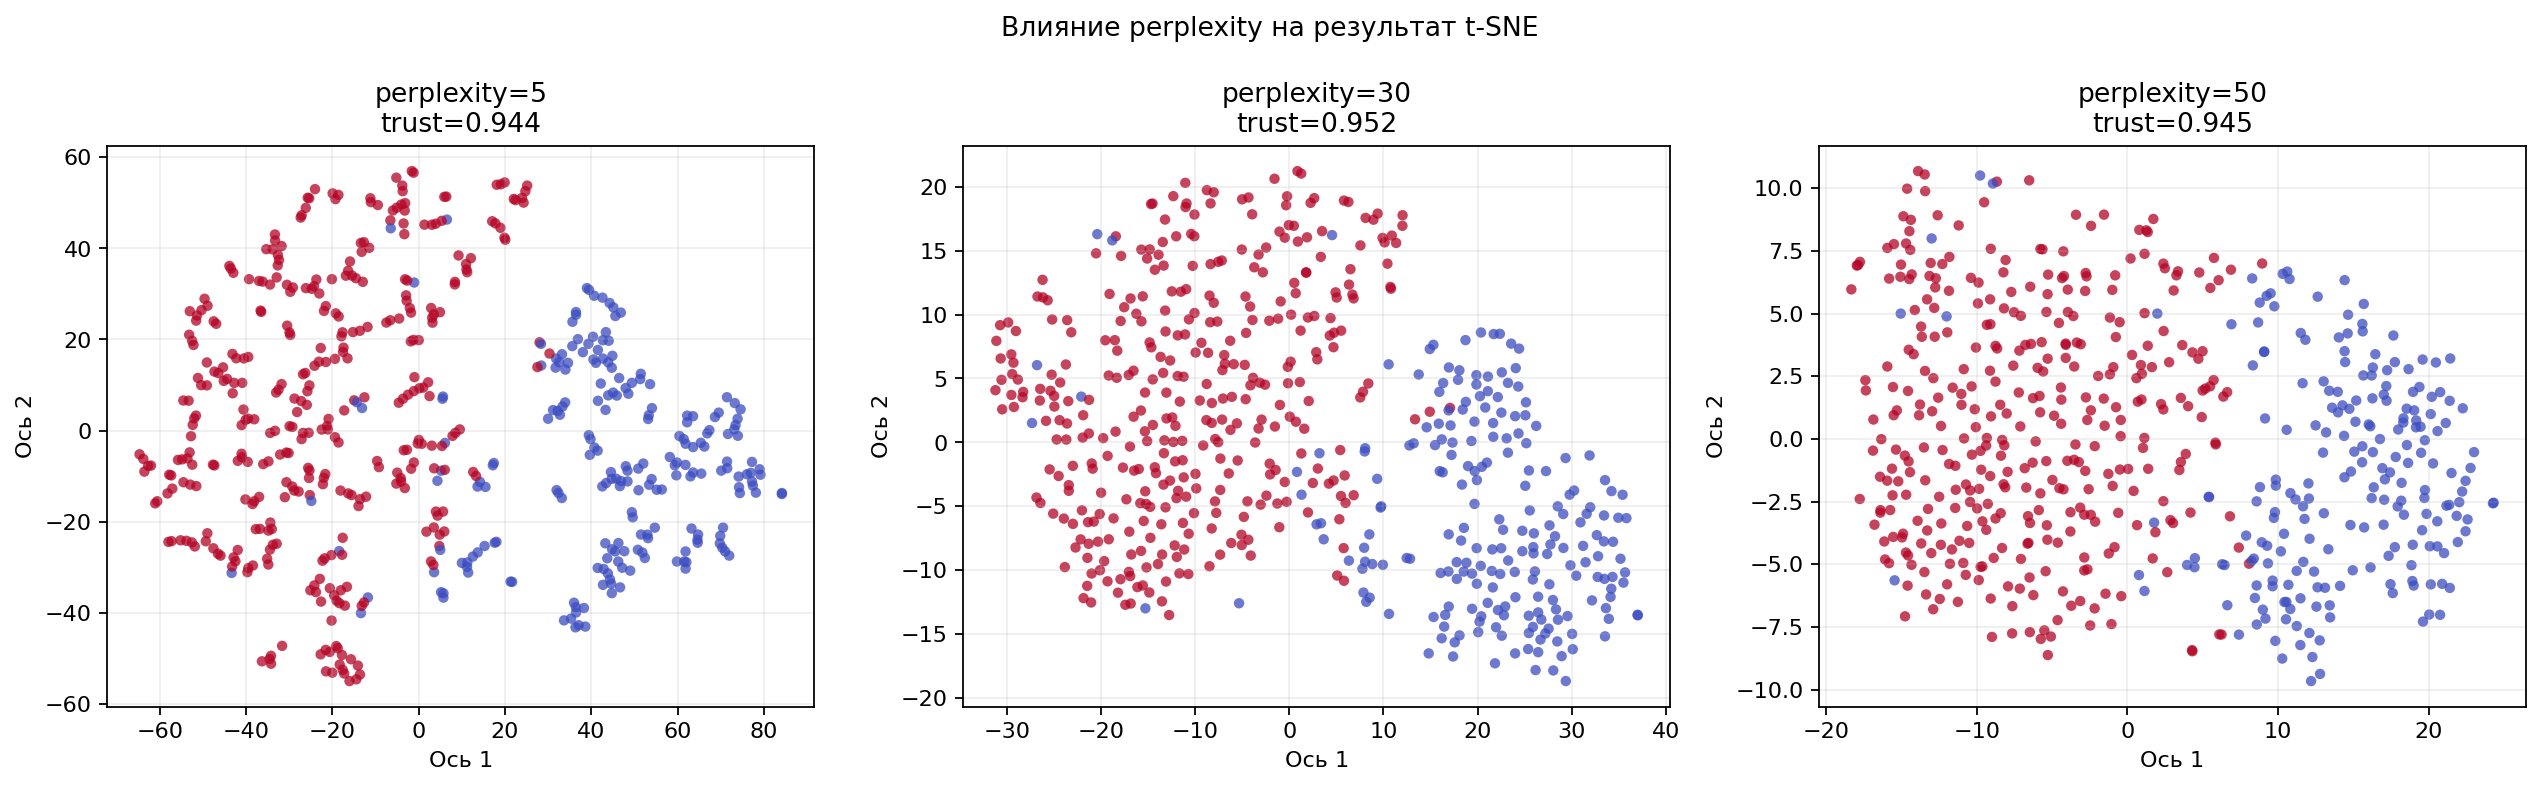 Влияние perplexity на результат t-SNE
perplexity=5
trust=0.944
60
40
20
0
−20
−40
−60
Ось 2
−60 −40 −20 0 20 40 60 80
Ось 1
perplexity=30
trust=0.952
20
15
10
5
0
−5
−10
−15
−20
Ось 2
−30 −20 −10 0 10 20 30 40
Ось 1
perplexity=50
trust=0.945
10.0
7.5
5.0
2.5
0.0
−2.5
−5.0
−7.5
−10.0
Ось 2
−20 −10 0 10 20
Ось 1